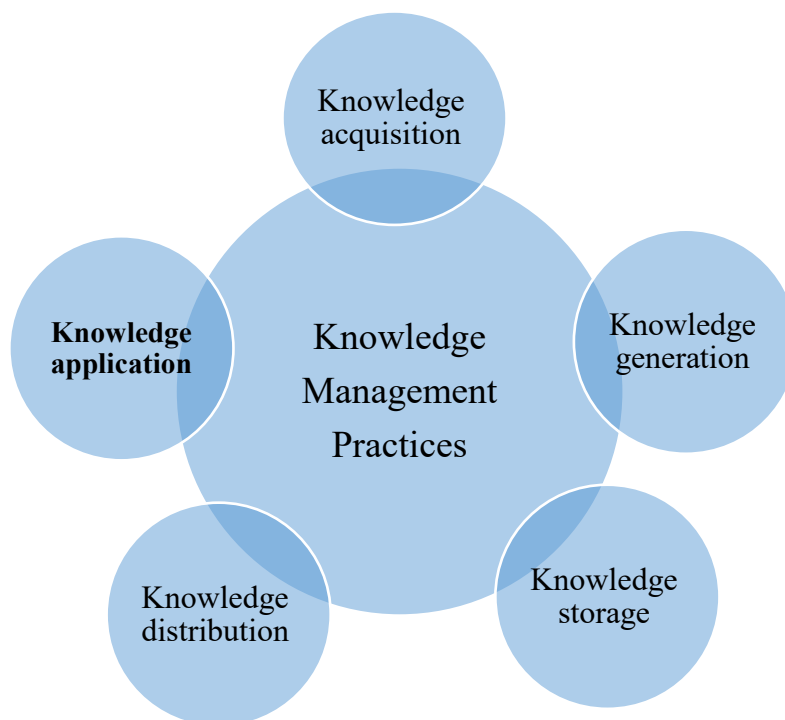 Knowledge
acquisition
Knowledge
generation
Knowledge
storage
Knowledge
distribution
Knowledge
application
Knowledge
Management
Practices